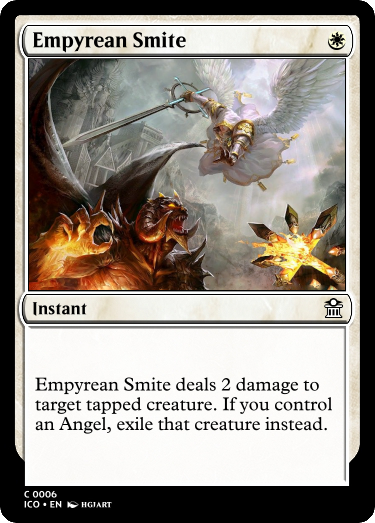 Empyrean Smite
Instant
Empyrean Smite deals 2 damage to
target tapped creature. If you control
an Angel, exile that creature instead.
C 0006
ICO • EN HGJART